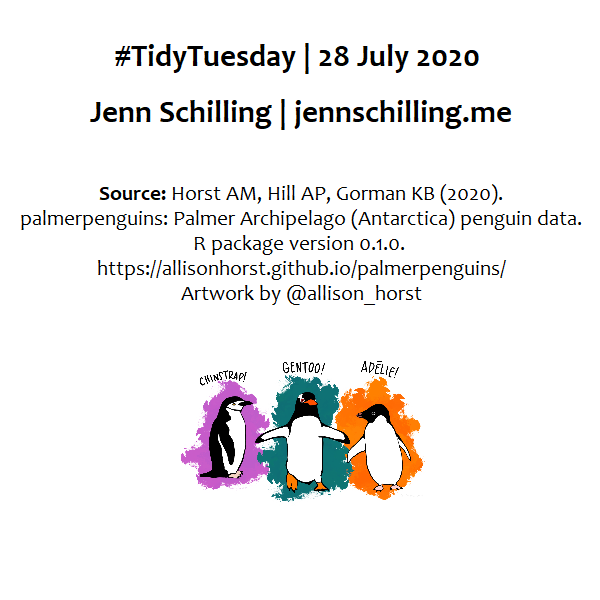 #TidyTuesday | 28 July 2020
Jenn Schilling | jennschilling.me
Source: Horst AM, Hill AP, Gorman KB (2020).
palmerpenguins: Palmer Archipelago (Antarctica) penguin data.
R package version 0.1.0.
https://allisonhorst.github.io/palmerpenguins/
Artwork by @allison_horst
CHINSTRAP! GENTOO! ADÉLIE!